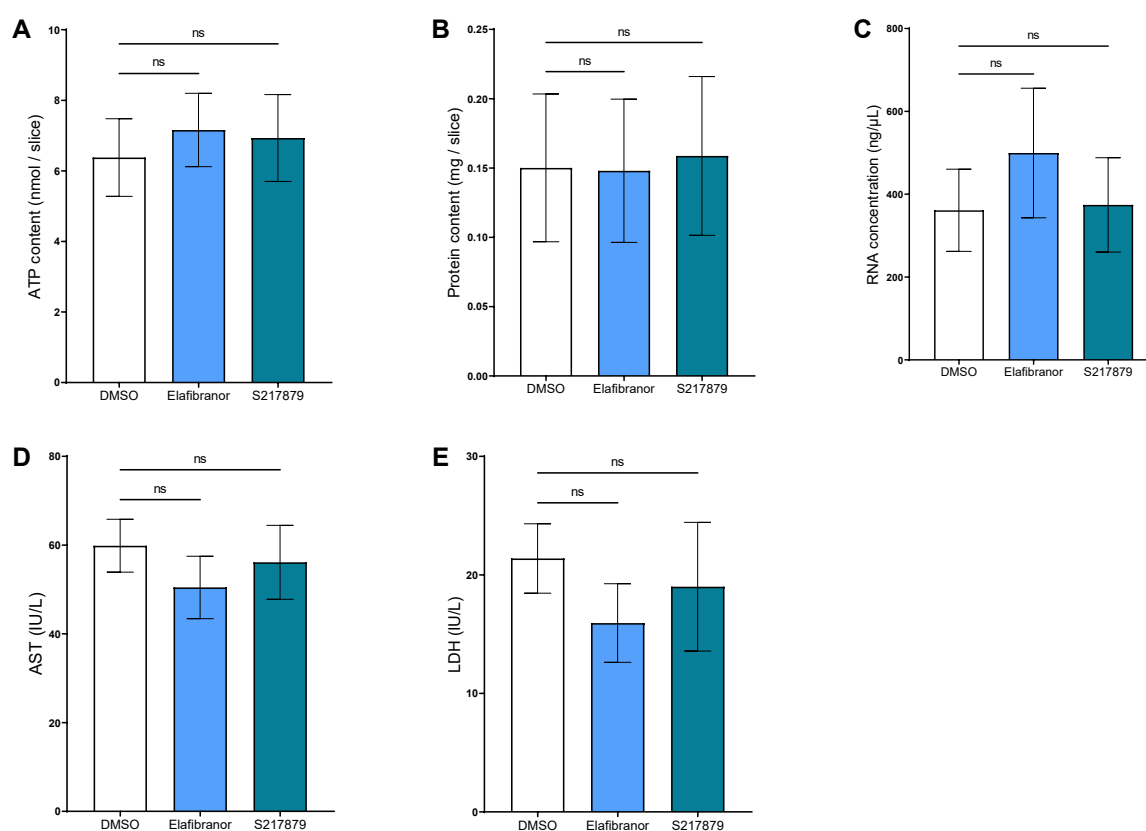 A
ATP content (nmol / slice)
10
8
6
4
2
0
ns
ns
DMSO
Elafibranor
S217879
B
Protein content (mg / slice)
0.25
0.20
0.15
0.10
0.05
0.00
ns
ns
DMSO
Elafibranor
S217879
C
RNA concentration (ng/µL)
800
600
400
200
0
ns
ns
DMSO
Elafibranor
S217879
D
AST (IU/L)
80
60
40
20
0
ns
ns
DMSO
Elafibranor
S217879
E
LDH (IU/L)
30
20
10
0
ns
ns
DMSO
Elafibranor
S217879